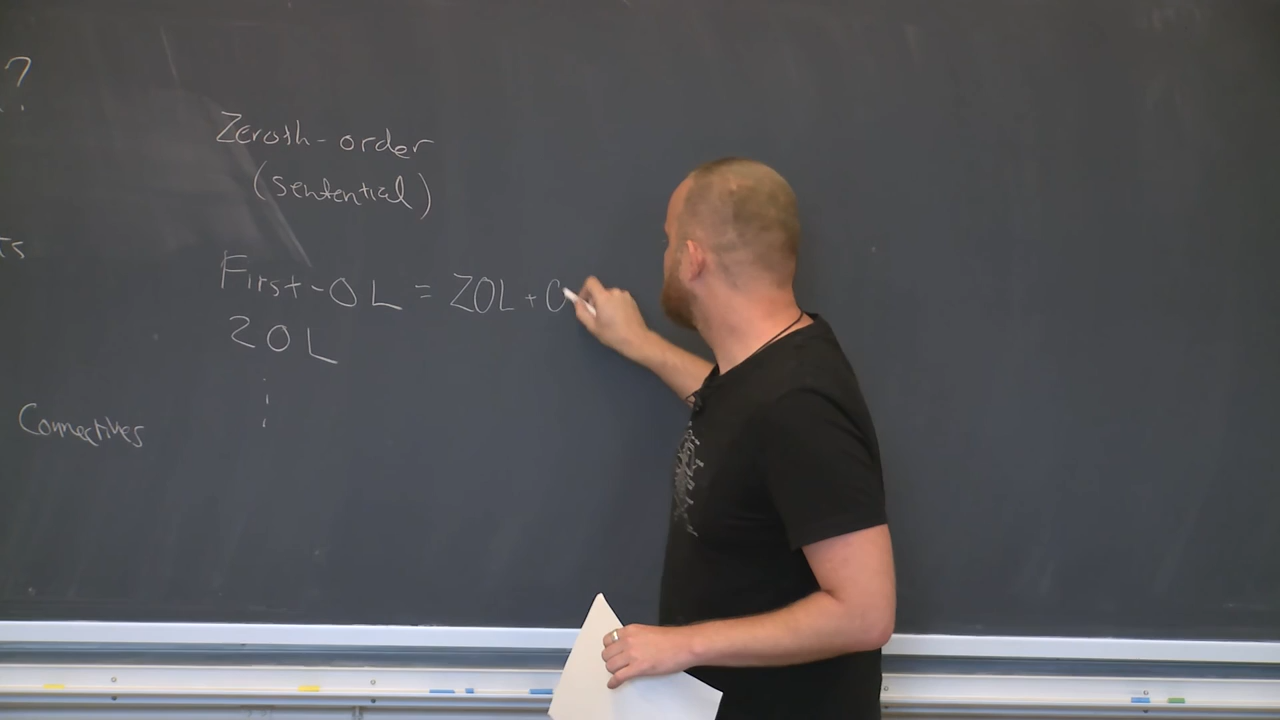 ?
Zeroth-order
(sentential)
ts
First-OL = ZOL + O
2OL
Connectives